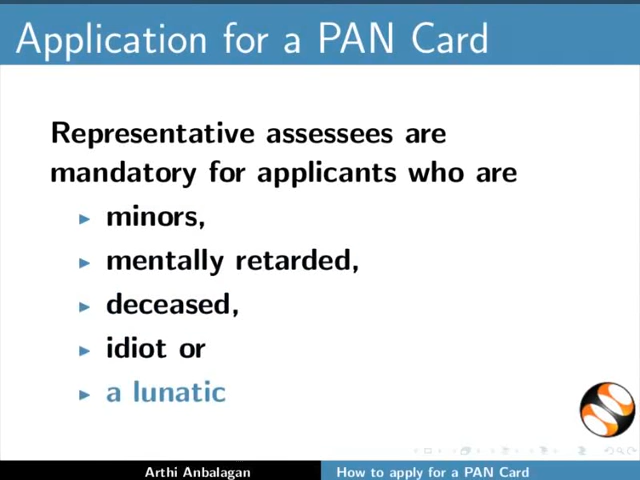 Application for a PAN Card
Representative assessees are
mandatory for applicants who are
minors,
mentally retarded,
deceased,
idiot or
a lunatic
Arthi Anbalagan
How to apply for a PAN Card